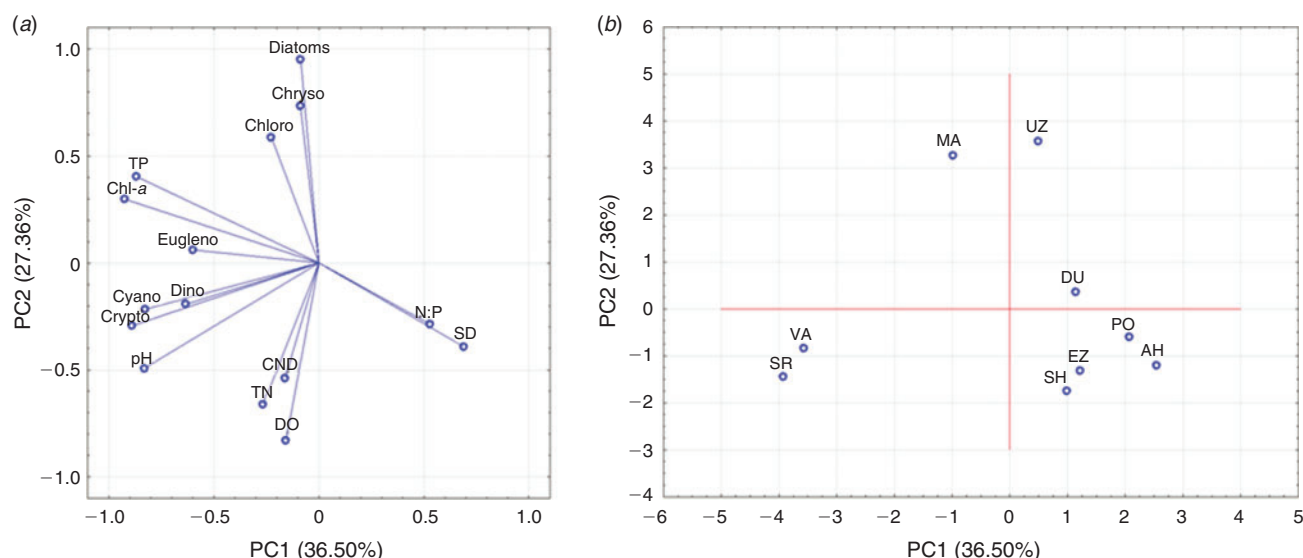 (a)
Diatoms
Chryso
Chloro
TP
Chl-a
Eugleno
Cyano
Dino
Crypto
pH
CND
TN
DO
N:P
SD
1.0
0.5
0
−0.5
−1.0
−1.0
−0.5
0
0.5
1.0
PC2 (27.36%)
PC1 (36.50%)
(b)
MA
UZ
DU
PO
AH
EZ
SH
VA
SR
6
5
4
3
2
1
0
−1
−2
−3
−4
−6
−5
−4
−3
−2
−1
0
1
2
3
4
5
PC2 (27.36%)
PC1 (36.50%)